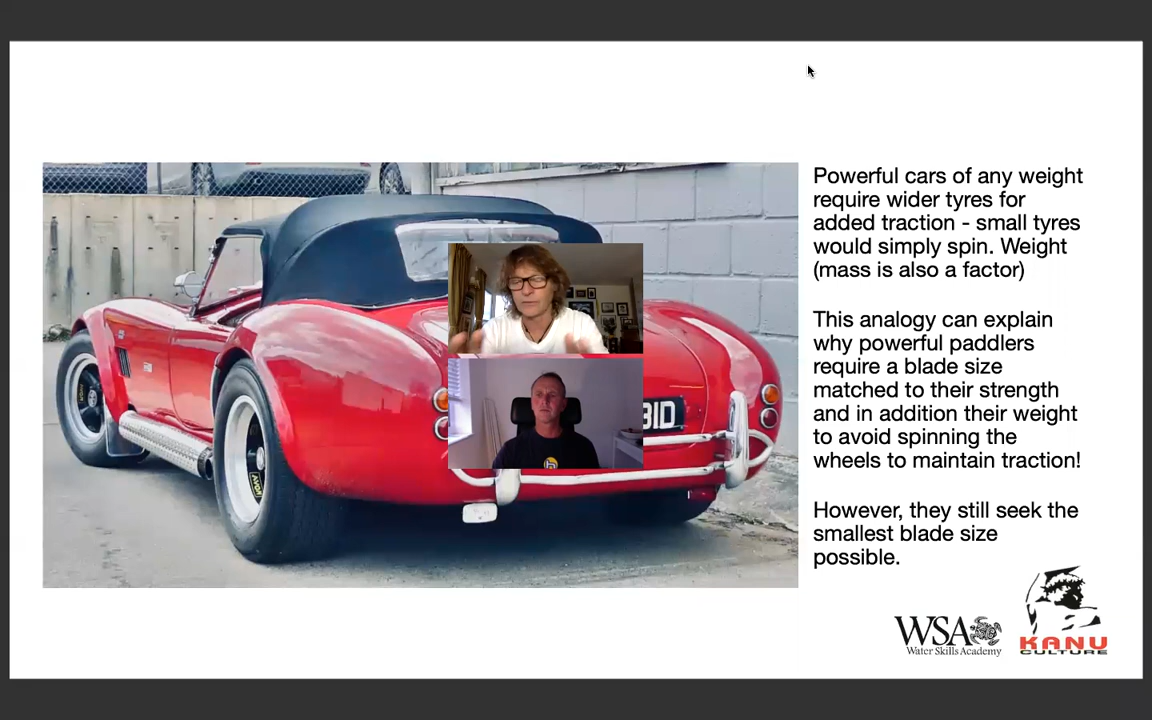 Powerful cars of any weight
require wider tyres for
added traction - small tyres
would simply spin. Weight
(mass is also a factor)
This analogy can explain
why powerful paddlers
require a blade size
matched to their strength
and in addition their weight
to avoid spinning the
wheels to maintain traction!
However, they still seek the
smallest blade size
possible.
WSA
Water Skills Academy
KANU
CULTURE